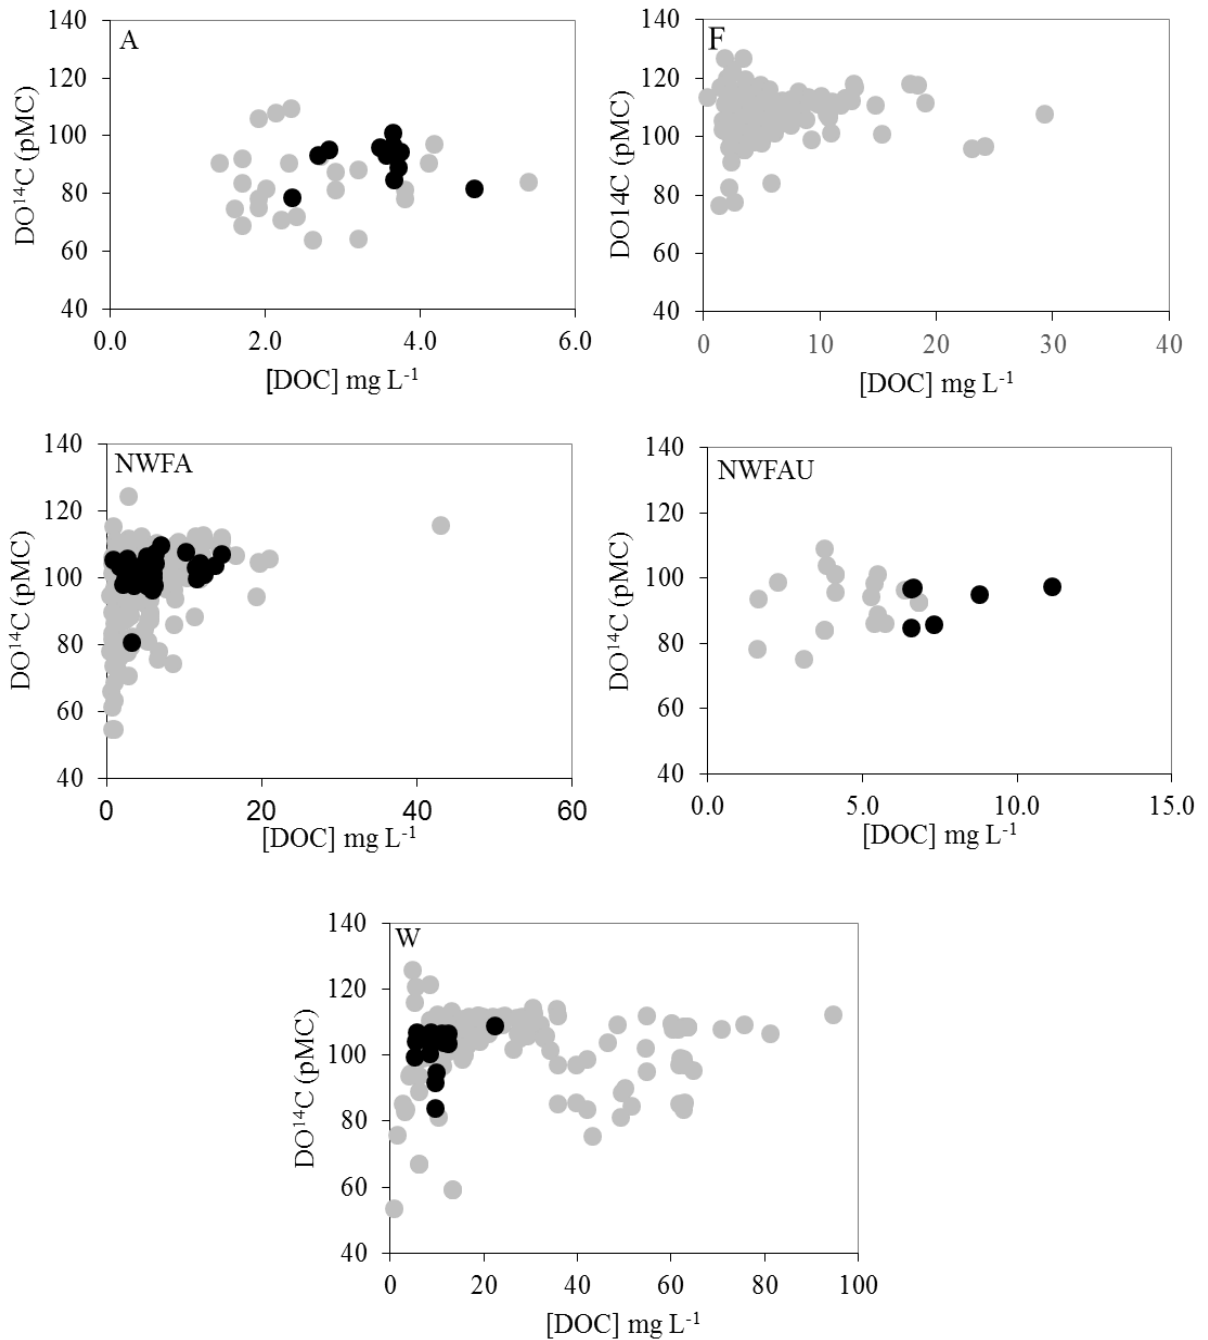 A
140
120
100
80
60
40
DO¹⁴C (pMC)
0.0 2.0 4.0 6.0
[DOC] mg L⁻¹
F
140
120
100
80
60
40
DO14C (pMC)
0 10 20 30 40
[DOC] mg L⁻¹
NWFA
140
120
100
80
60
40
DO¹⁴C (pMC)
0 20 40 60
[DOC] mg L⁻¹
NWFAU
140
120
100
80
60
40
DO¹⁴C (pMC)
0.0 5.0 10.0 15.0
[DOC] mg L⁻¹
W
140
120
100
80
60
40
DO¹⁴C (pMC)
0 20 40 60 80 100
[DOC] mg L⁻¹